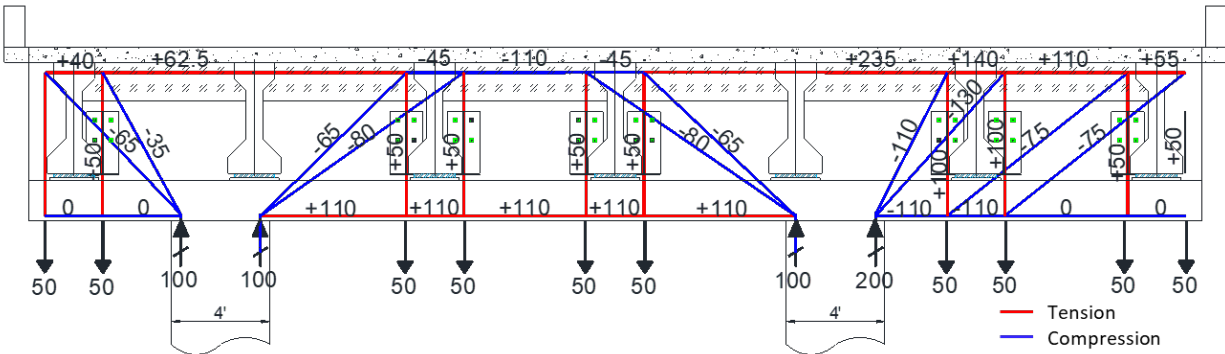 +40 +62.5 -45 -110 -45 +235 +140 +110 +55
-65 -35 -65 -80 -80 -65 -110 -130 -75 -75
+50 +50 +50 +50 +50 +100 +100 +50 +50
0 0 +110 +110 +110 +110 +110 -110 -110 0 0
50 50 100 100 50 50 50 50 100 200 50 50 50 50
4' 4'
Tension
Compression